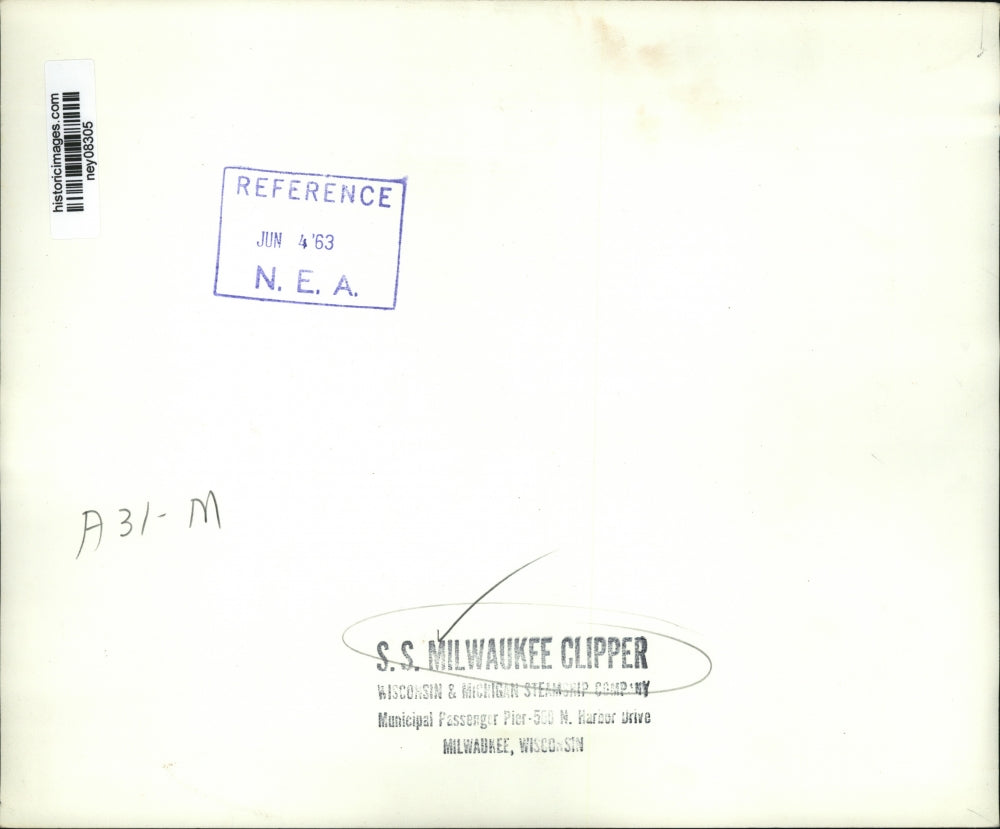 historicimages.com
ney08305
REFERENCE
JUN 4 '63
N. E. A.
A31-M
S. S. MILWAUKEE CLIPPER
WISCONSIN & MICHIGAN STEAMSHIP COMPANY
Municipal Passenger Pier- N. Harbor Drive
MILWAUKEE, WISCONSIN